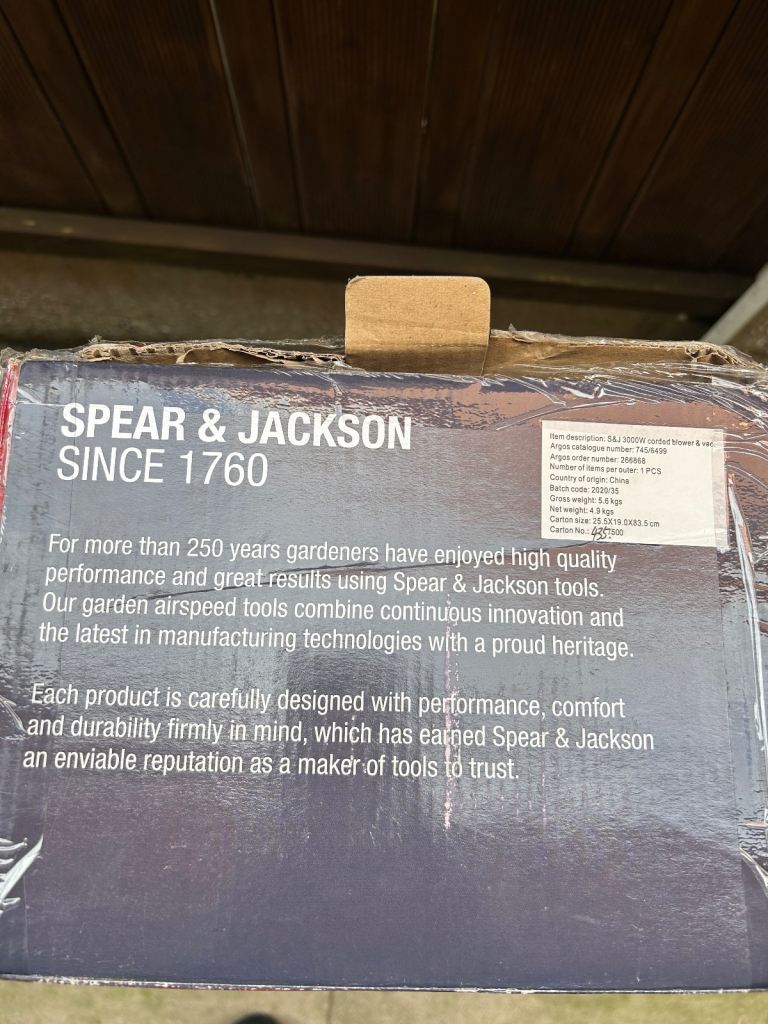 SPEAR & JACKSON
SINCE 1760
Item description: S&J 3000W corded blower & vac
Argos catalogue number: 745/6499
Argos order number: 266868
Number of items per outer: 1 PCS
Country of origin: China
Batch code: 2020/35
Gross weight: 5.6 kgs
Net weight: 4.9 kgs
Carton size: 25.5X19.0X83.5 cm
Carton No.: 435/500
For more than 250 years gardeners have enjoyed high quality
performance and great results using Spear & Jackson tools.
Our garden airspeed tools combine continuous innovation and
the latest in manufacturing technologies with a proud heritage.
Each product is carefully designed with performance, comfort
and durability firmly in mind, which has earned Spear & Jackson
an enviable reputation as a maker of tools to trust.